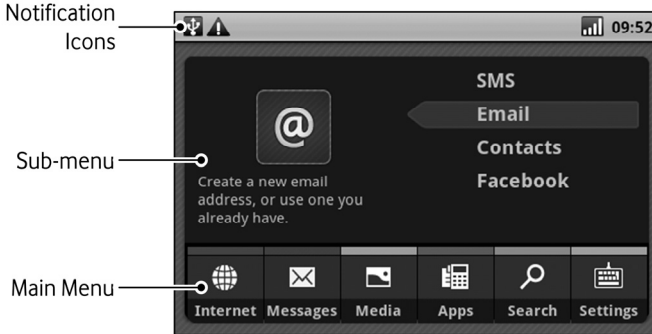 Notification
Icons
09:52
SMS
Email
Contacts
Facebook
@
Create a new email
address, or use one you
already have.
Sub-menu
Main Menu
Internet Messages Media Apps Search Settings